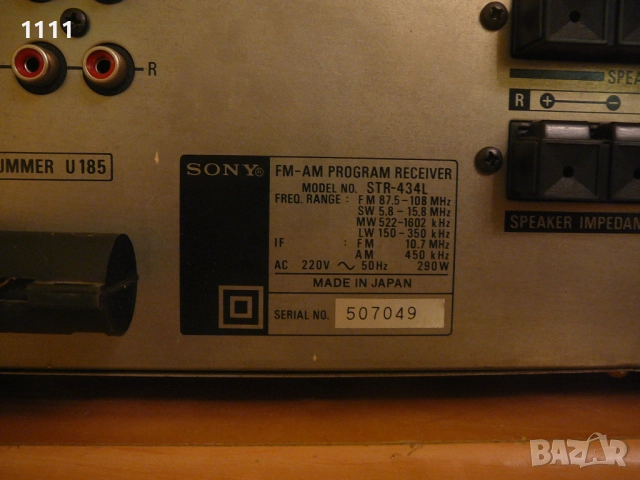 1111
R
UMMER U 185
SPEA
R + −
SONY® FM-AM PROGRAM RECEIVER
MODEL NO. STR-434L
FREQ. RANGE : FM 87.5-108 MHz
SW 5.8-15.8 MHz
MW 522-1602 kHz
LW 150-350 kHz
IF : FM 10.7 MHz
AM 450 kHz
AC 220V ~ 50Hz 290W
MADE IN JAPAN
SERIAL NO. 507049
SPEAKER IMPEDAN
BAZAR